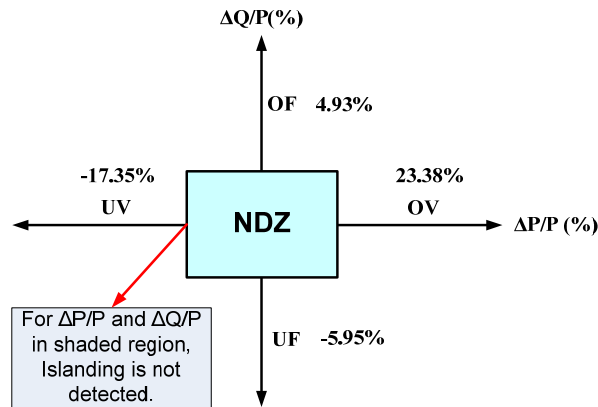 ΔQ/P(%)
OF 4.93%
-17.35%
UV
NDZ
23.38%
OV
ΔP/P (%)
UF -5.95%
For ΔP/P and ΔQ/P
in shaded region,
Islanding is not
detected.